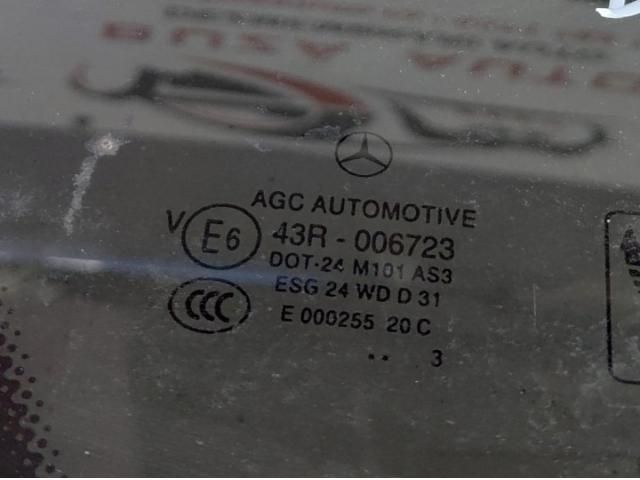 AGC AUTOMOTIVE
V E6 43R - 006723
DOT-24 M101 AS3
ESG 24 WD D 31
CCC E 000255 20 C
.. 3